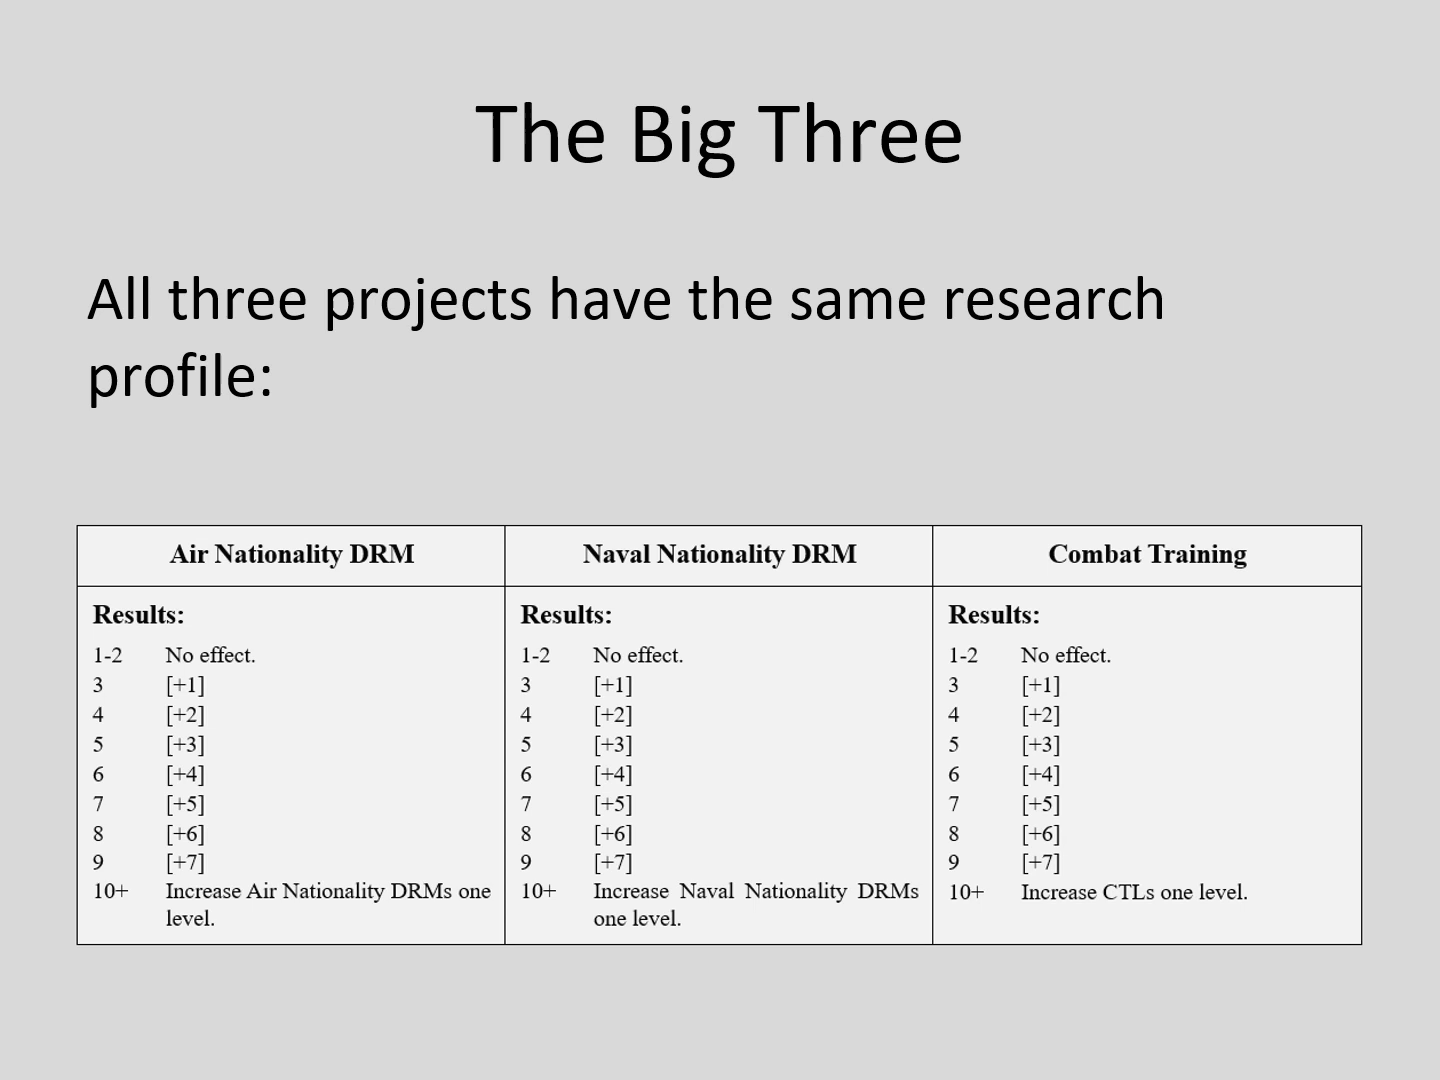 The Big Three
All three projects have the same research
profile:
Air Nationality DRM
Results:
1-2 No effect.
3 [+1]
4 [+2]
5 [+3]
6 [+4]
7 [+5]
8 [+6]
9 [+7]
10+ Increase Air Nationality DRMs one
level.
Naval Nationality DRM
Results:
1-2 No effect.
3 [+1]
4 [+2]
5 [+3]
6 [+4]
7 [+5]
8 [+6]
9 [+7]
10+ Increase Naval Nationality DRMs
one level.
Combat Training
Results:
1-2 No effect.
3 [+1]
4 [+2]
5 [+3]
6 [+4]
7 [+5]
8 [+6]
9 [+7]
10+ Increase CTLs one level.